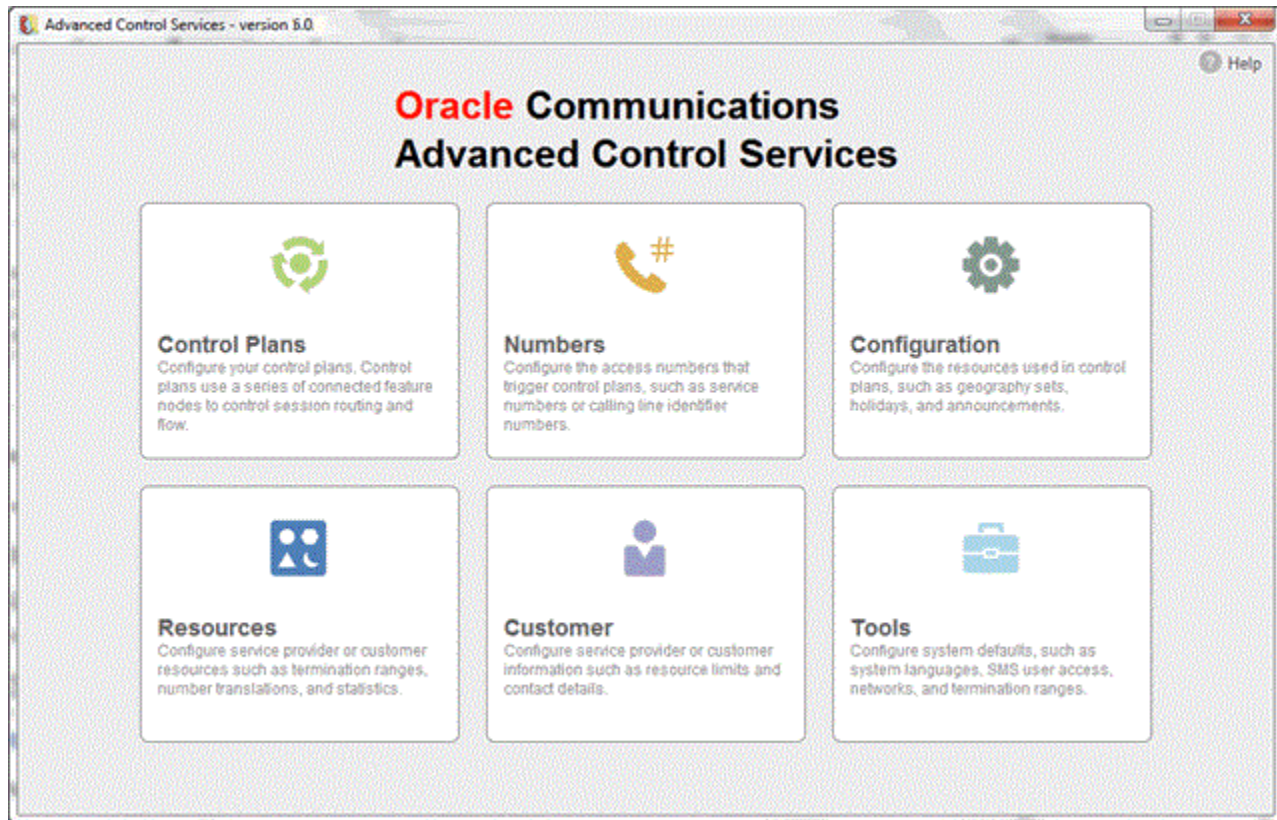 Advanced Control Services - version 6.0
Help
Oracle Communications
Advanced Control Services
#
Control Plans
Configure your control plans. Control
plans use a series of connected feature
nodes to control session routing and
flow.
Numbers
Configure the access numbers that
trigger control plans, such as service
numbers or calling line identifier
numbers.
Configuration
Configure the resources used in control
plans, such as geography sets,
holidays, and announcements.
Resources
Configure service provider or customer
resources such as termination ranges,
number translations, and statistics.
Customer
Configure service provider or customer
information such as resource limits and
contact details.
Tools
Configure system defaults, such as
system languages, SMS user access,
networks, and termination ranges.